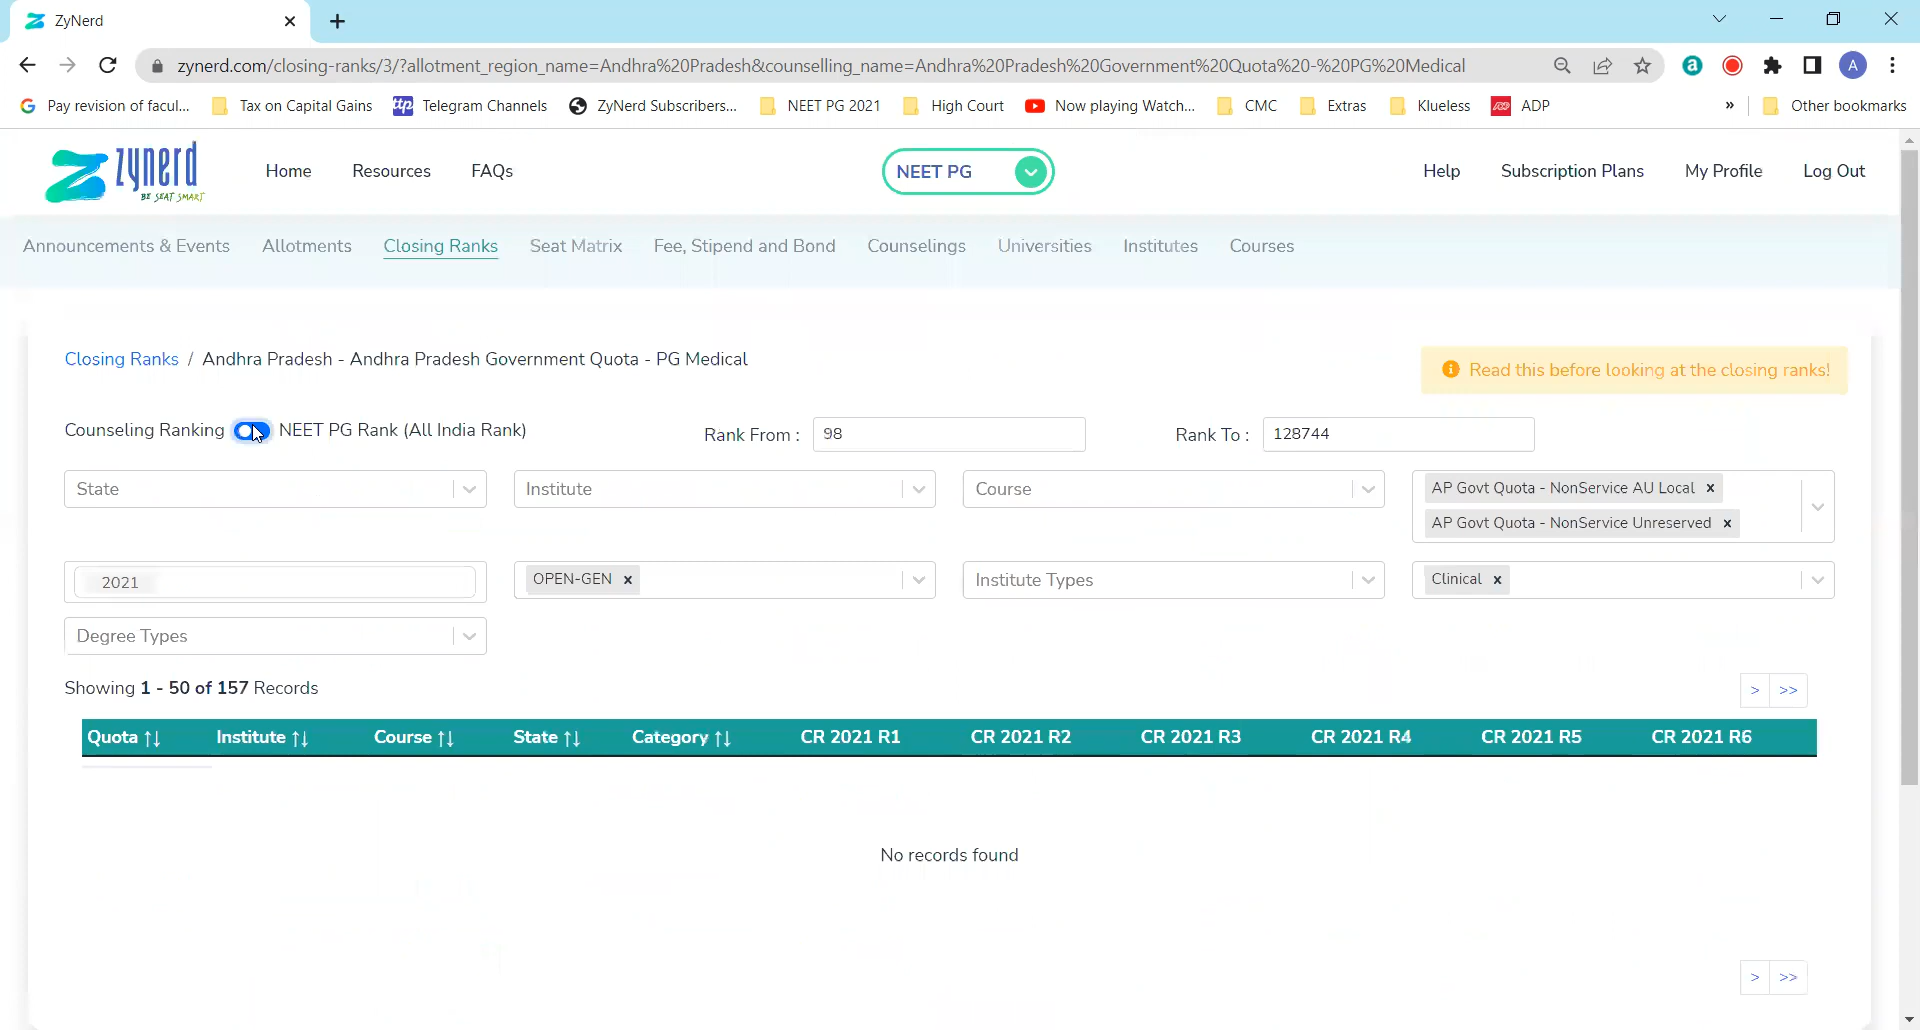 ZyNerd
zynerd.com/closing-ranks/3/?allotment_region_name=Andhra%20Pradesh&counselling_name=Andhra%20Pradesh%20Government%20Quota%20-%20PG%20Medical
A
Pay revision of facul...
Tax on Capital Gains
Telegram Channels
ZyNerd Subscribers...
NEET PG 2021
High Court
Now playing Watch...
CMC
Extras
Klueless
ADP
»
Other bookmarks
zynerd
BE SEAT SMART
Home
Resources
FAQs
NEET PG
Help
Subscription Plans
My Profile
Log Out
Announcements & Events
Allotments
Closing Ranks
Seat Matrix
Fee, Stipend and Bond
Counselings
Universities
Institutes
Courses
Closing Ranks / Andhra Pradesh - Andhra Pradesh Government Quota - PG Medical
Read this before looking at the closing ranks!
Counseling Ranking
NEET PG Rank (All India Rank)
Rank From : 98
Rank To : 128744
State
Institute
Course
AP Govt Quota - NonService AU Local x
AP Govt Quota - NonService Unreserved x
2021
OPEN-GEN x
Institute Types
Clinical x
Degree Types
Showing 1 - 50 of 157 Records
> >>
Quota
Institute
Course
State
Category
CR 2021 R1
CR 2021 R2
CR 2021 R3
CR 2021 R4
CR 2021 R5
CR 2021 R6
No records found
> >>